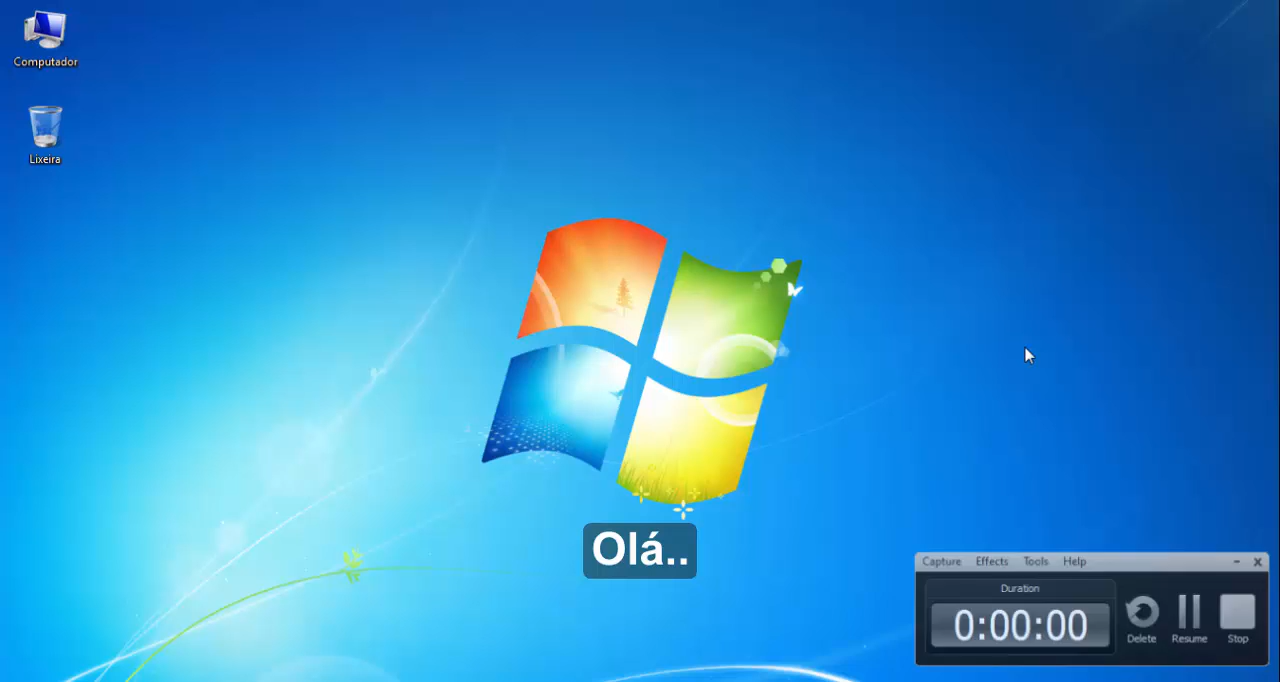 Computador
Lixeira
Olá..
Capture Effects Tools Help
Duration
0:00:00
Delete Resume Stop